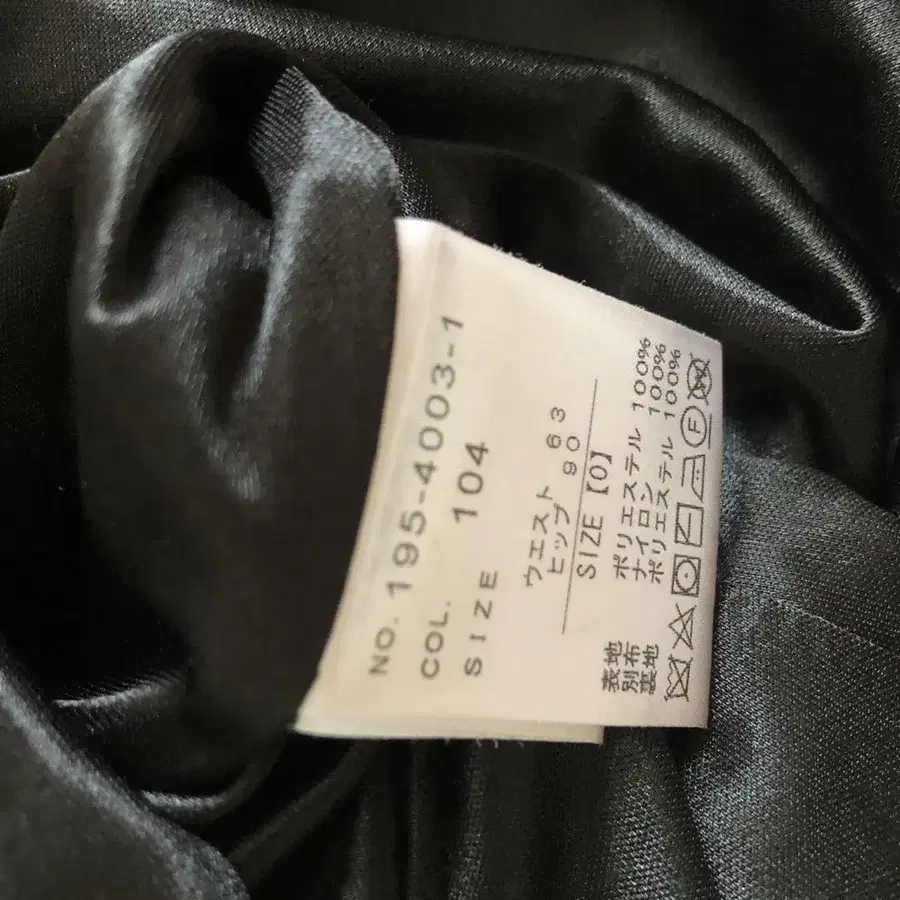 NO. 195-4003-1
COL. 104
SIZE
ウエスト 63
ヒップ 90
SIZE【0】
表地 ポリエステル 100%
別布 ナイロン 100%
裏地 ポリエステル 100%
F